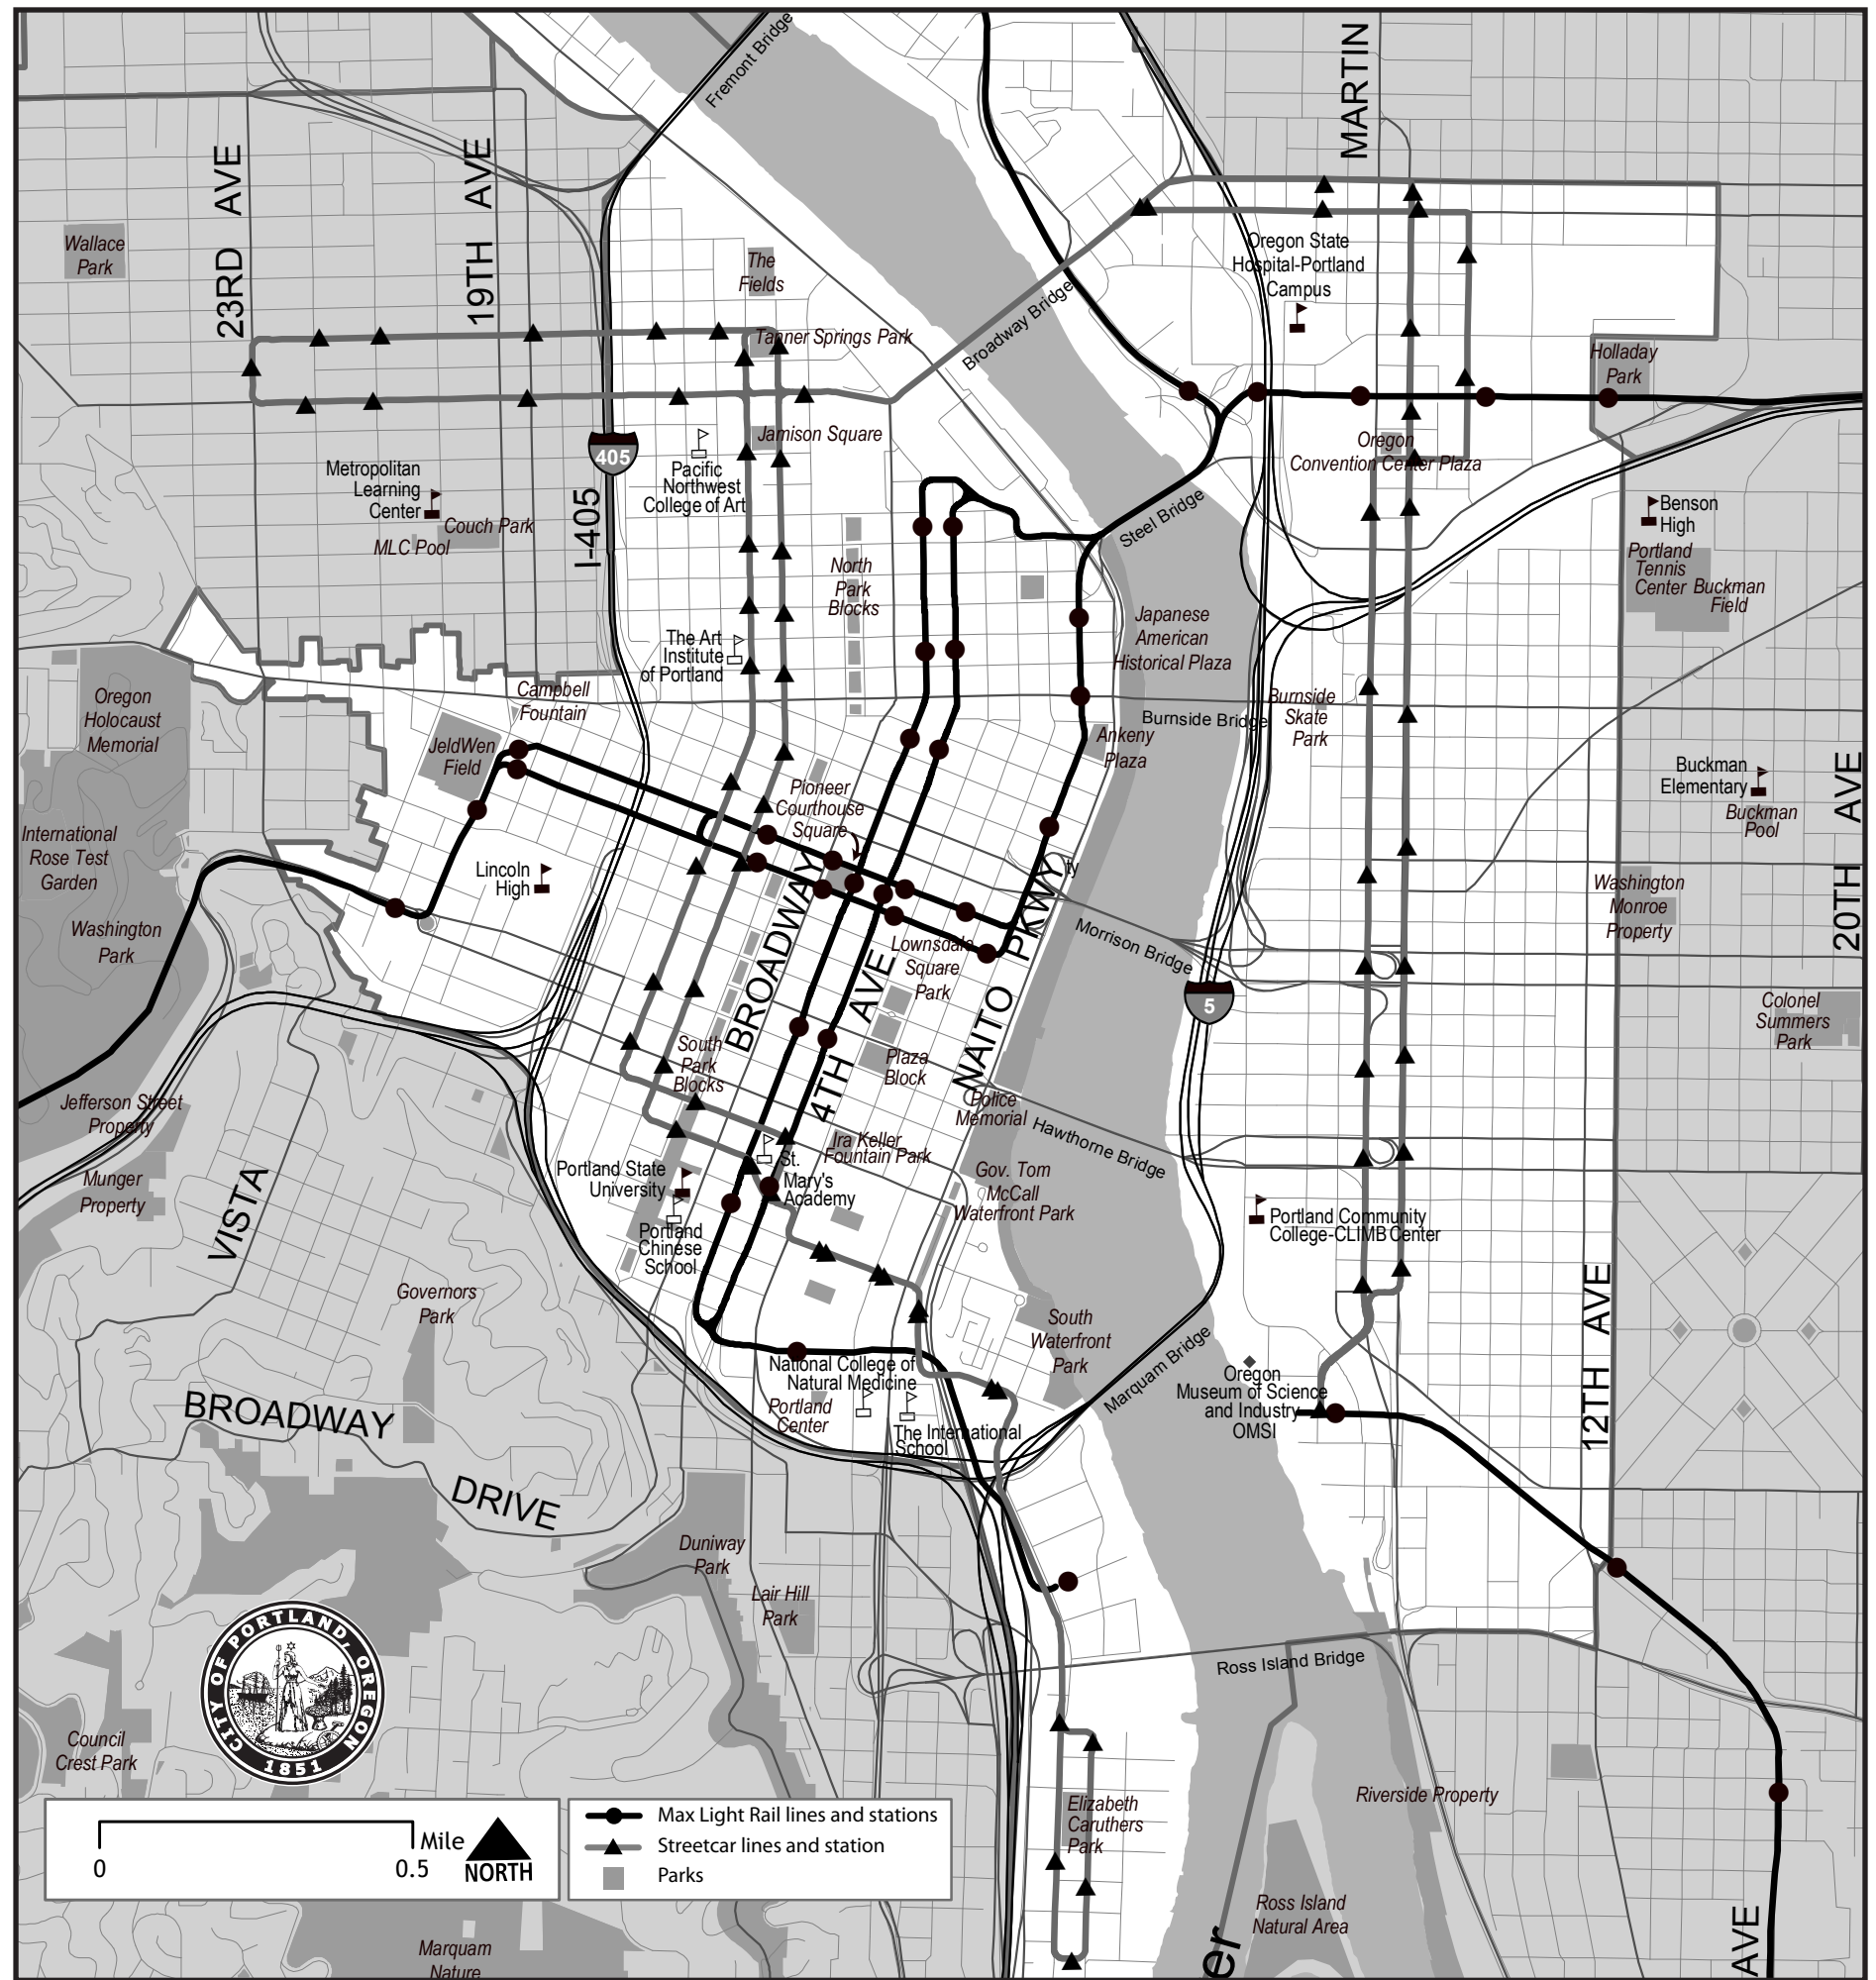 Fremont Bridge
MARTIN
23RD AVE
19TH AVE
Wallace
Park
The
Fields
Oregon State
Hospital-Portland
Campus
Broadway Bridge
Tanner Springs Park
Holladay
Park
Jamison Square
405
I-405
Metropolitan
Learning
Center
Couch Park
MLC Pool
Pacific
Northwest
College of Art
Oregon
Convention Center Plaza
Steel Bridge
Benson
High
Portland
Tennis
Center
Buckman
Field
North
Park
Blocks
Japanese
American
Historical Plaza
The Art
Institute
of Portland
Oregon
Holocaust
Memorial
Campbell
Fountain
Burnside
Skate
Park
Burnside Bridge
JeldWen
Field
Ankeny
Plaza
Buckman
Elementary
Buckman
Pool
20TH AVE
Pioneer
Courthouse
Square
International
Rose Test
Garden
Lincoln
High
ty
Washington
Monroe
Property
Washington
Park
BROADWAY
4TH AVE
NAITO PKWY
Lownsdale
Square
Park
Morrison Bridge
5
Colonel
Summers
Park
South
Park
Blocks
Plaza
Block
Jefferson Street
Property
Police
Memorial
Hawthorne Bridge
Ira Keller
Fountain Park
Munger
Property
VISTA
Portland State
University
St.
Mary's
Academy
Gov. Tom
McCall
Waterfront Park
Portland Community
College-CLIMB Center
Portland
Chinese
School
Governors
Park
South
Waterfront
Park
12TH AVE
Marquam Bridge
National College of
Natural Medicine
Oregon
Museum of Science
and Industry
OMSI
Portland
Center
The International
School
BROADWAY
DRIVE
Duniway
Park
Lair Hill
Park
CITY OF PORTLAND, OREGON
1851
Ross Island Bridge
Council
Crest Park
Elizabeth
Caruthers
Park
Riverside Property
0 0.5 Mile
NORTH
Max Light Rail lines and stations
Streetcar lines and station
Parks
Ross Island
Natural Area
er
AVE
Marquam
Nature